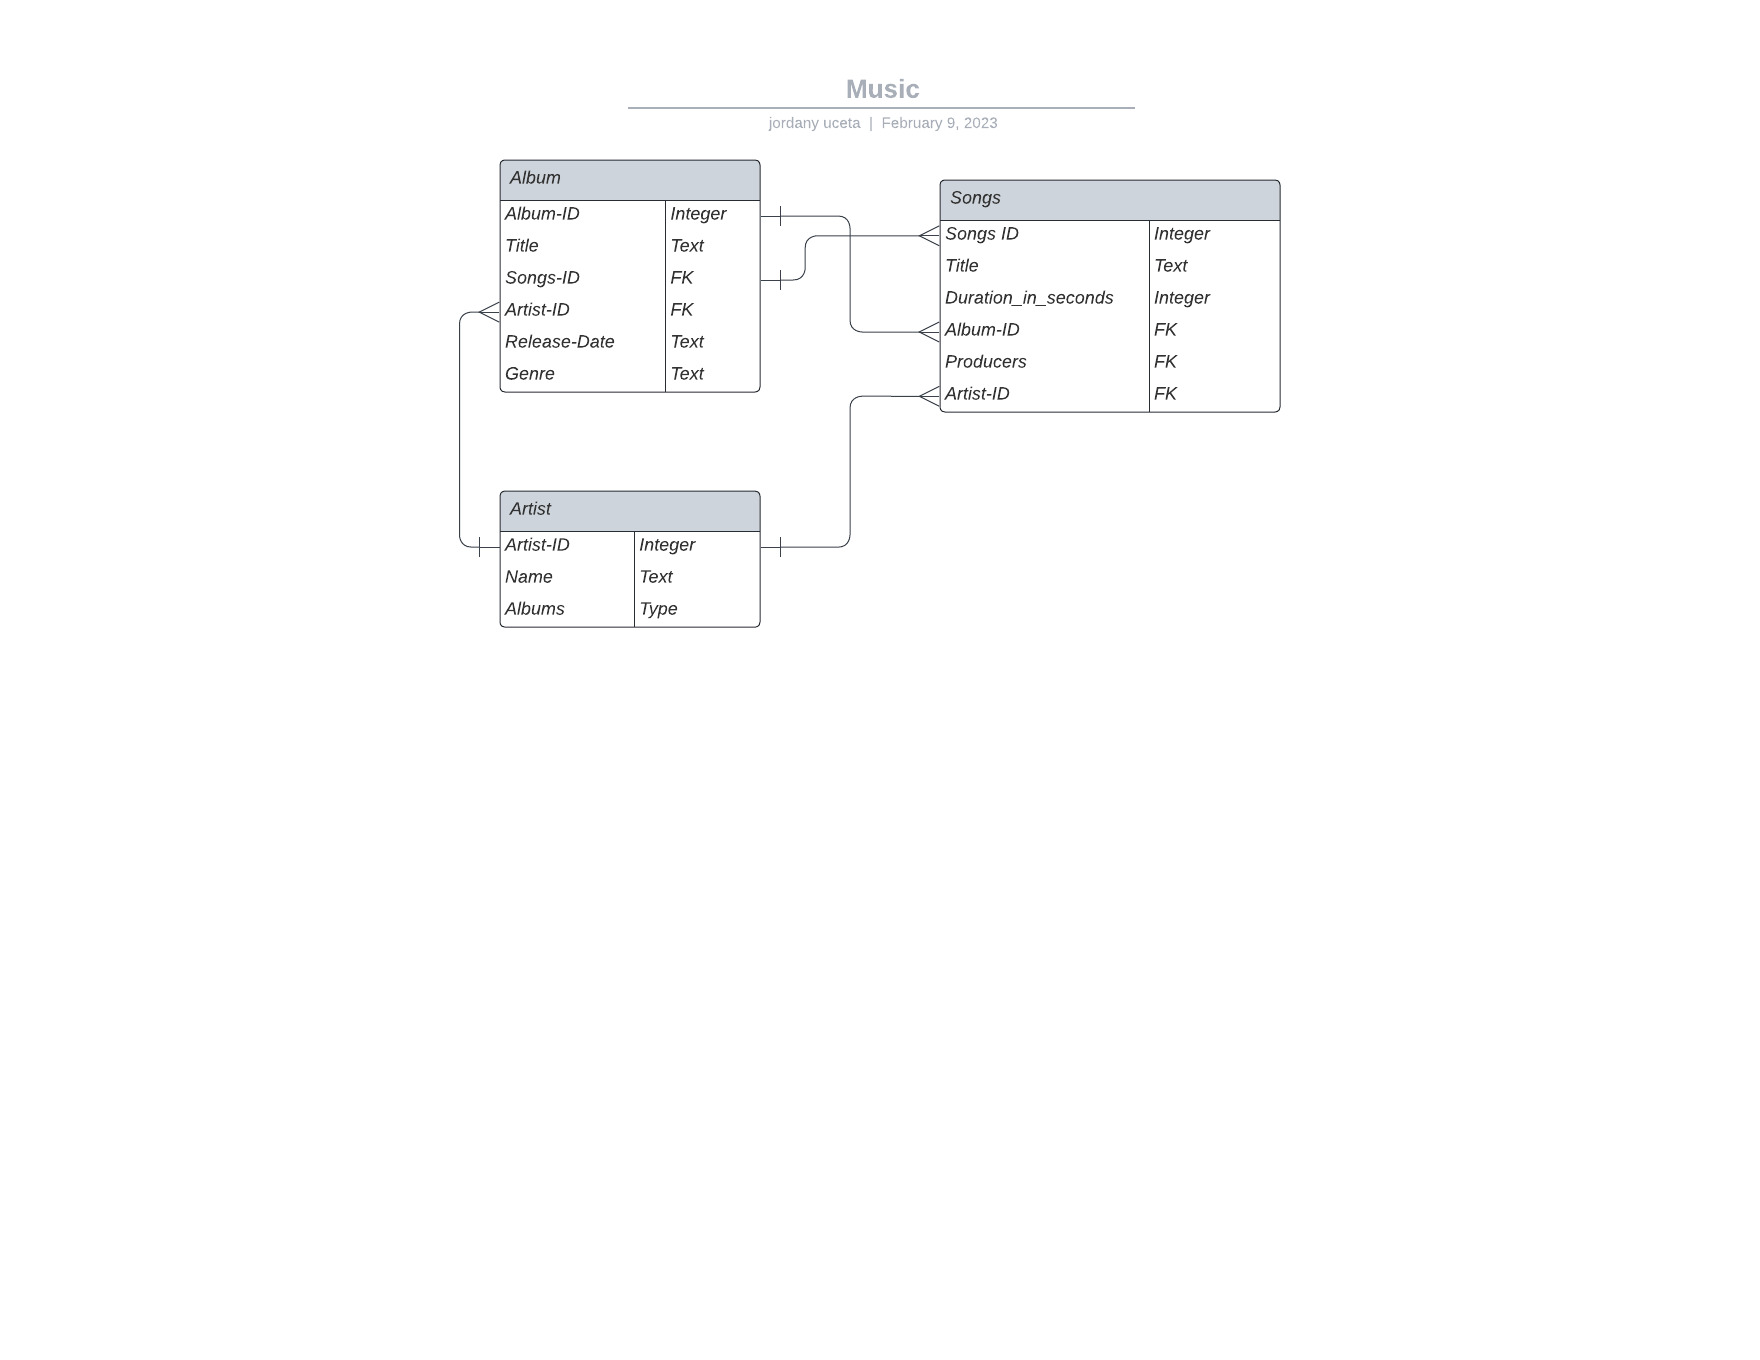 Music
jordany uceta | February 9, 2023
Album
Album-ID Integer
Title Text
Songs-ID FK
Artist-ID FK
Release-Date Text
Genre Text
Songs
Songs ID Integer
Title Text
Duration_in_seconds Integer
Album-ID FK
Producers FK
Artist-ID FK
Artist
Artist-ID Integer
Name Text
Albums Type